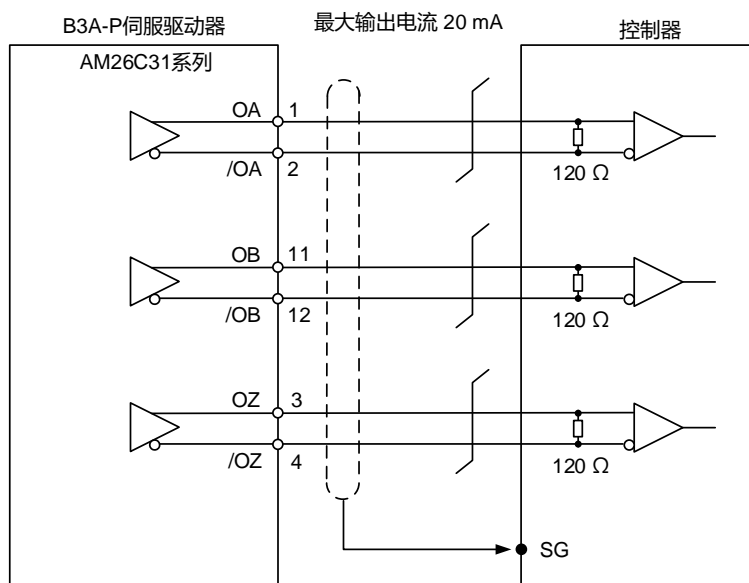 B3A-P伺服驱动器
最大输出电流 20 mA
控制器
AM26C31系列
OA
1
/OA
2
120 Ω
OB
11
/OB
12
120 Ω
OZ
3
/OZ
4
120 Ω
SG